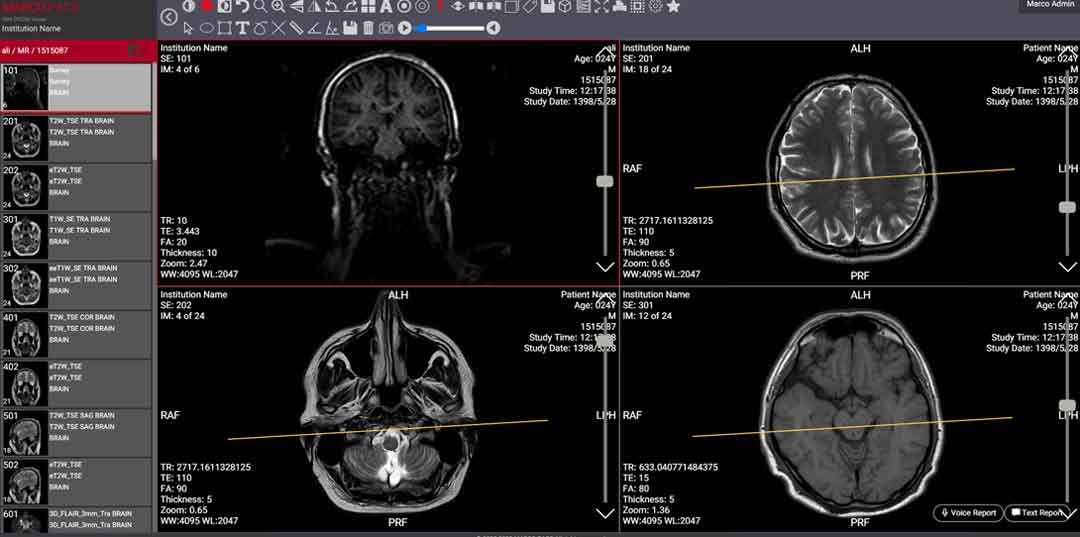 MARCOPACS
Institution Name
ali / MR / 1515087
Marco Admin
101
Survey
Survey
BRAIN
6
201
T2W_TSE TRA BRAIN
T2W_TSE TRA BRAIN
BRAIN
24
202
eT2W_TSE
eT2W_TSE
BRAIN
24
301
T1W_SE TRA BRAIN
T1W_SE TRA BRAIN
BRAIN
24
302
eeT1W_SE TRA BRAIN
eeT1W_SE TRA BRAIN
BRAIN
24
401
T2W_TSE COR BRAIN
T2W_TSE COR BRAIN
BRAIN
21
402
eT2W_TSE
eT2W_TSE
BRAIN
21
501
T2W_TSE SAG BRAIN
T2W_TSE SAG BRAIN
BRAIN
18
502
eT2W_TSE
eT2W_TSE
BRAIN
18
601
3D_FLAIR_3mm_Tra BRAIN
3D_FLAIR_3mm_Tra BRAIN
Institution Name
SE: 101
IM: 4 of 6
ali
Age: 024Y
M
1515087
Study Time: 12:17:38
Study Date: 1398/5/28
TR: 10
TE: 3.443
FA: 20
Thickness: 10
Zoom: 2.47
WW:4095 WL:2047
Institution Name
SE: 201
IM: 18 of 24
ALH
Patient Name
Age: 024Y
M
1515087
Study Time: 12:17:38
Study Date: 1398/5/28
RAF
LPH
TR: 2717.1611328125
TE: 110
FA: 90
Thickness: 5
Zoom: 0.65
WW:4095 WL:2047
PRF
Institution Name
SE: 202
IM: 4 of 24
ALH
Patient Name
Age: 024Y
M
1515087
Study Time: 12:17:38
Study Date: 1398/5/28
RAF
LPH
TR: 2717.1611328125
TE: 110
FA: 90
Thickness: 5
Zoom: 0.65
WW:4095 WL:2047
PRF
Institution Name
SE: 301
IM: 12 of 24
ALH
Patient Name
Age: 024Y
M
1515087
Study Time: 12:17:38
Study Date: 1398/5/28
RAF
LPH
TR: 633.040771484375
TE: 15
FA: 80
Thickness: 5
Zoom: 1.36
WW:4095 WL:2047
PRF
Voice Report
Text Report